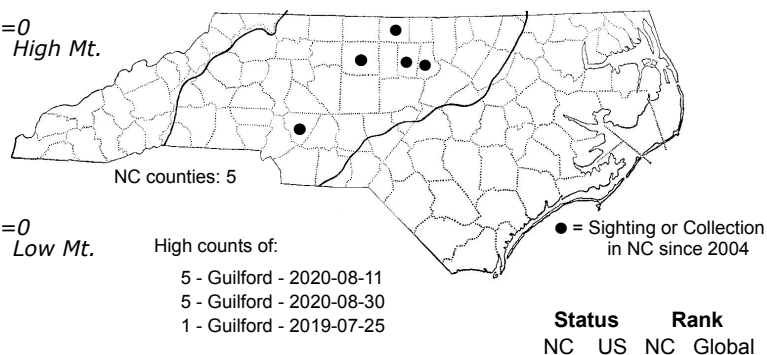 =0
High Mt.
NC counties: 5
=0
Low Mt.
High counts of:
5 - Guilford - 2020-08-11
5 - Guilford - 2020-08-30
1 - Guilford - 2019-07-25
● = Sighting or Collection
in NC since 2004
Status Rank
NC US NC Global